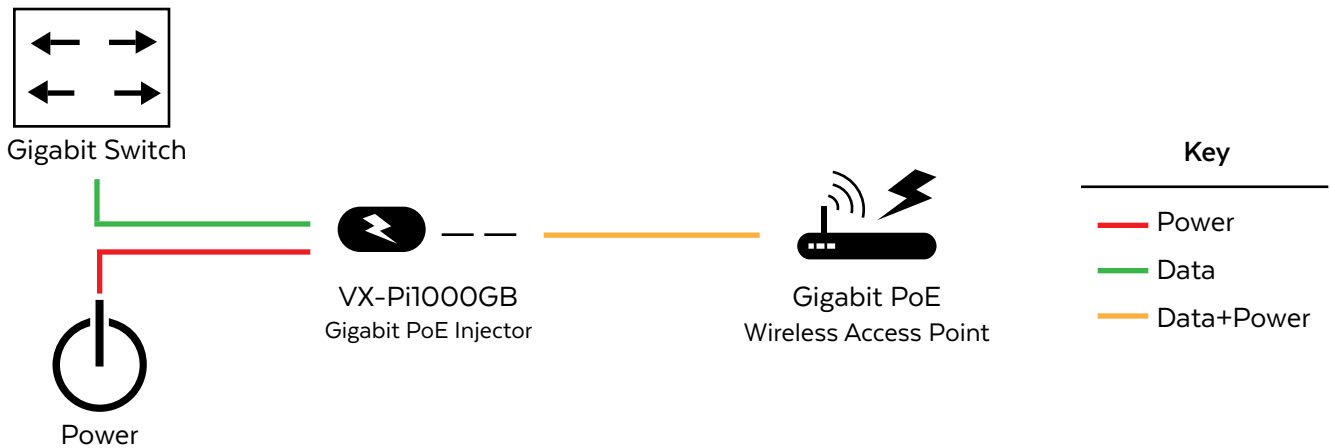 Gigabit Switch
Power
VX-Pi1000GB
Gigabit PoE Injector
Gigabit PoE
Wireless Access Point
Key
Power
Data
Data+Power